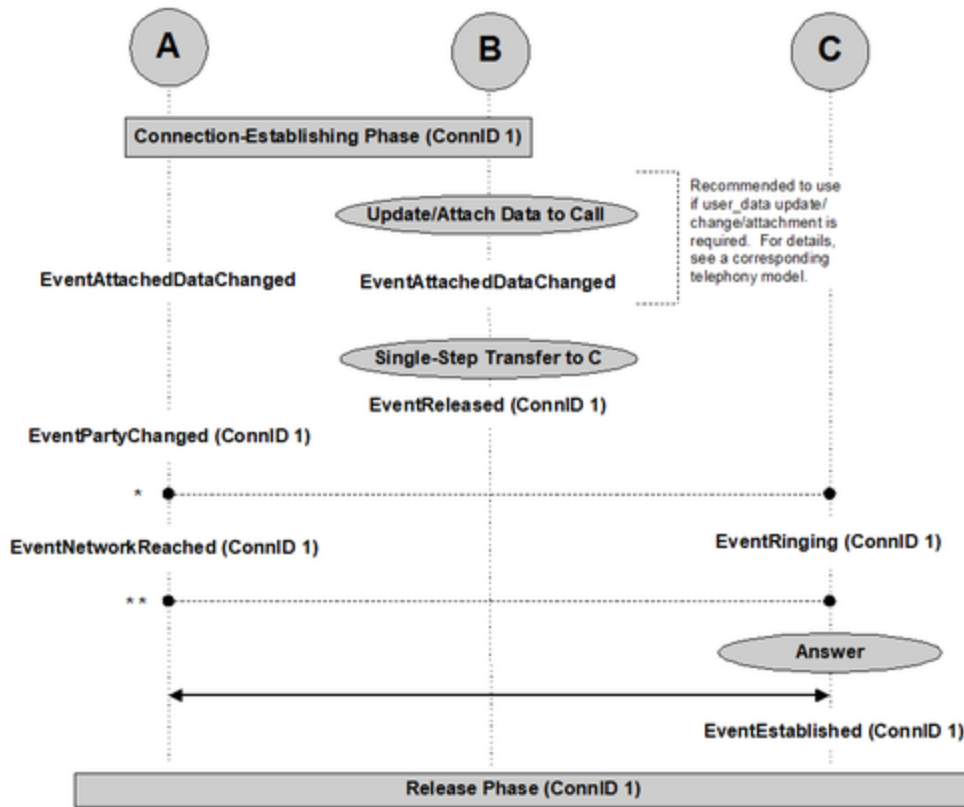 A
B
C
Connection-Establishing Phase (ConnID 1)
Update/Attach Data to Call
Recommended to use
if user_data update/
change/attachment is
required. For details,
see a corresponding
telephony model.
EventAttachedDataChanged
EventAttachedDataChanged
Single-Step Transfer to C
EventReleased (ConnID 1)
EventPartyChanged (ConnID 1)
*
EventNetworkReached (ConnID 1)
EventRinging (ConnID 1)
**
Answer
EventEstablished (ConnID 1)
Release Phase (ConnID 1)